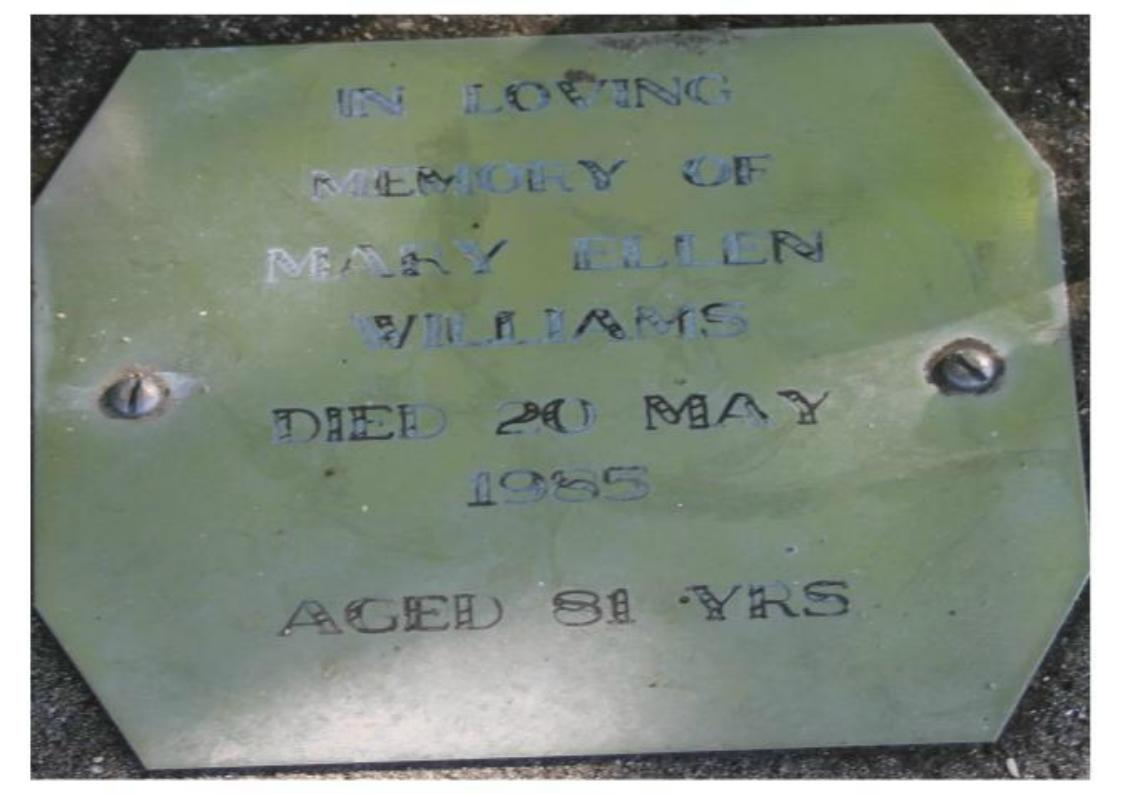 IN LOVING
MEMORY OF
MARY ELLEN
WILLIAMS
DIED 20 MAY
1985
AGED 81 YRS